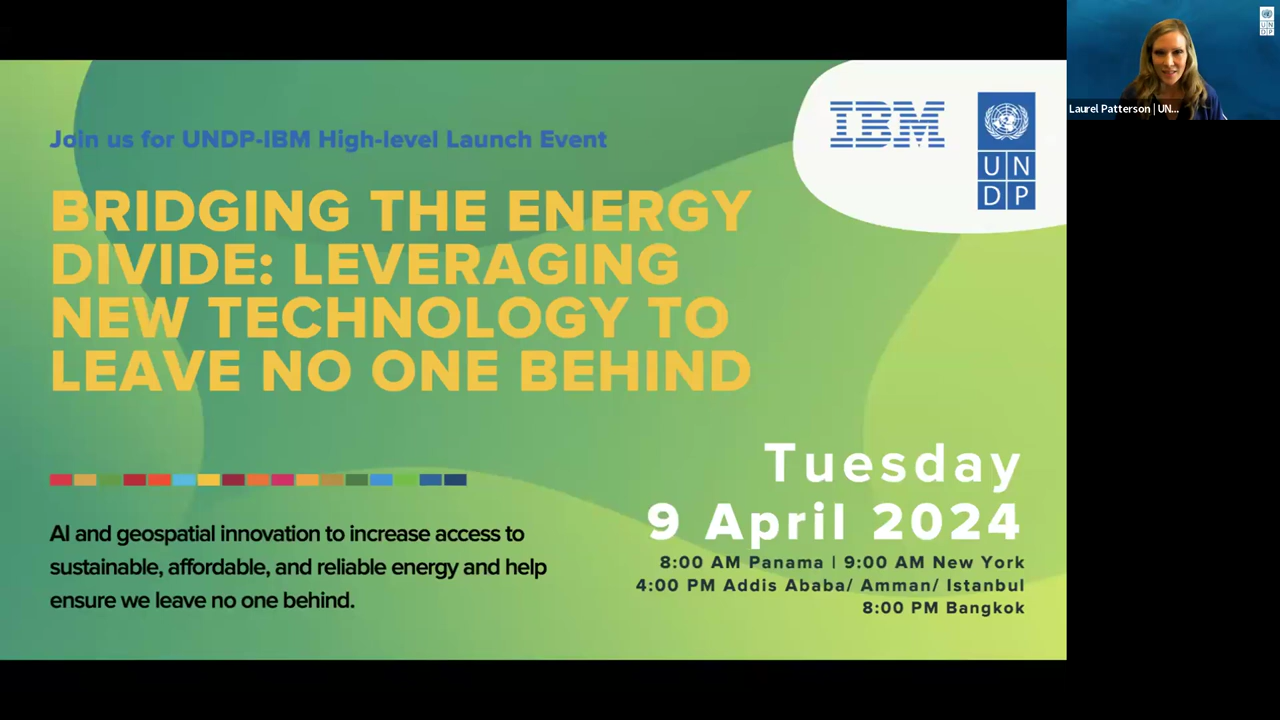 Join us for UNDP-IBM High-level Launch Event
IBM
U N
D P
BRIDGING THE ENERGY
DIVIDE: LEVERAGING
NEW TECHNOLOGY TO
LEAVE NO ONE BEHIND
Tuesday
9 April 2024
8:00 AM Panama | 9:00 AM New York
4:00 PM Addis Ababa/ Amman/ Istanbul
8:00 PM Bangkok
AI and geospatial innovation to increase access to
sustainable, affordable, and reliable energy and help
ensure we leave no one behind.
Laurel Patterson | UN...
U N
D P